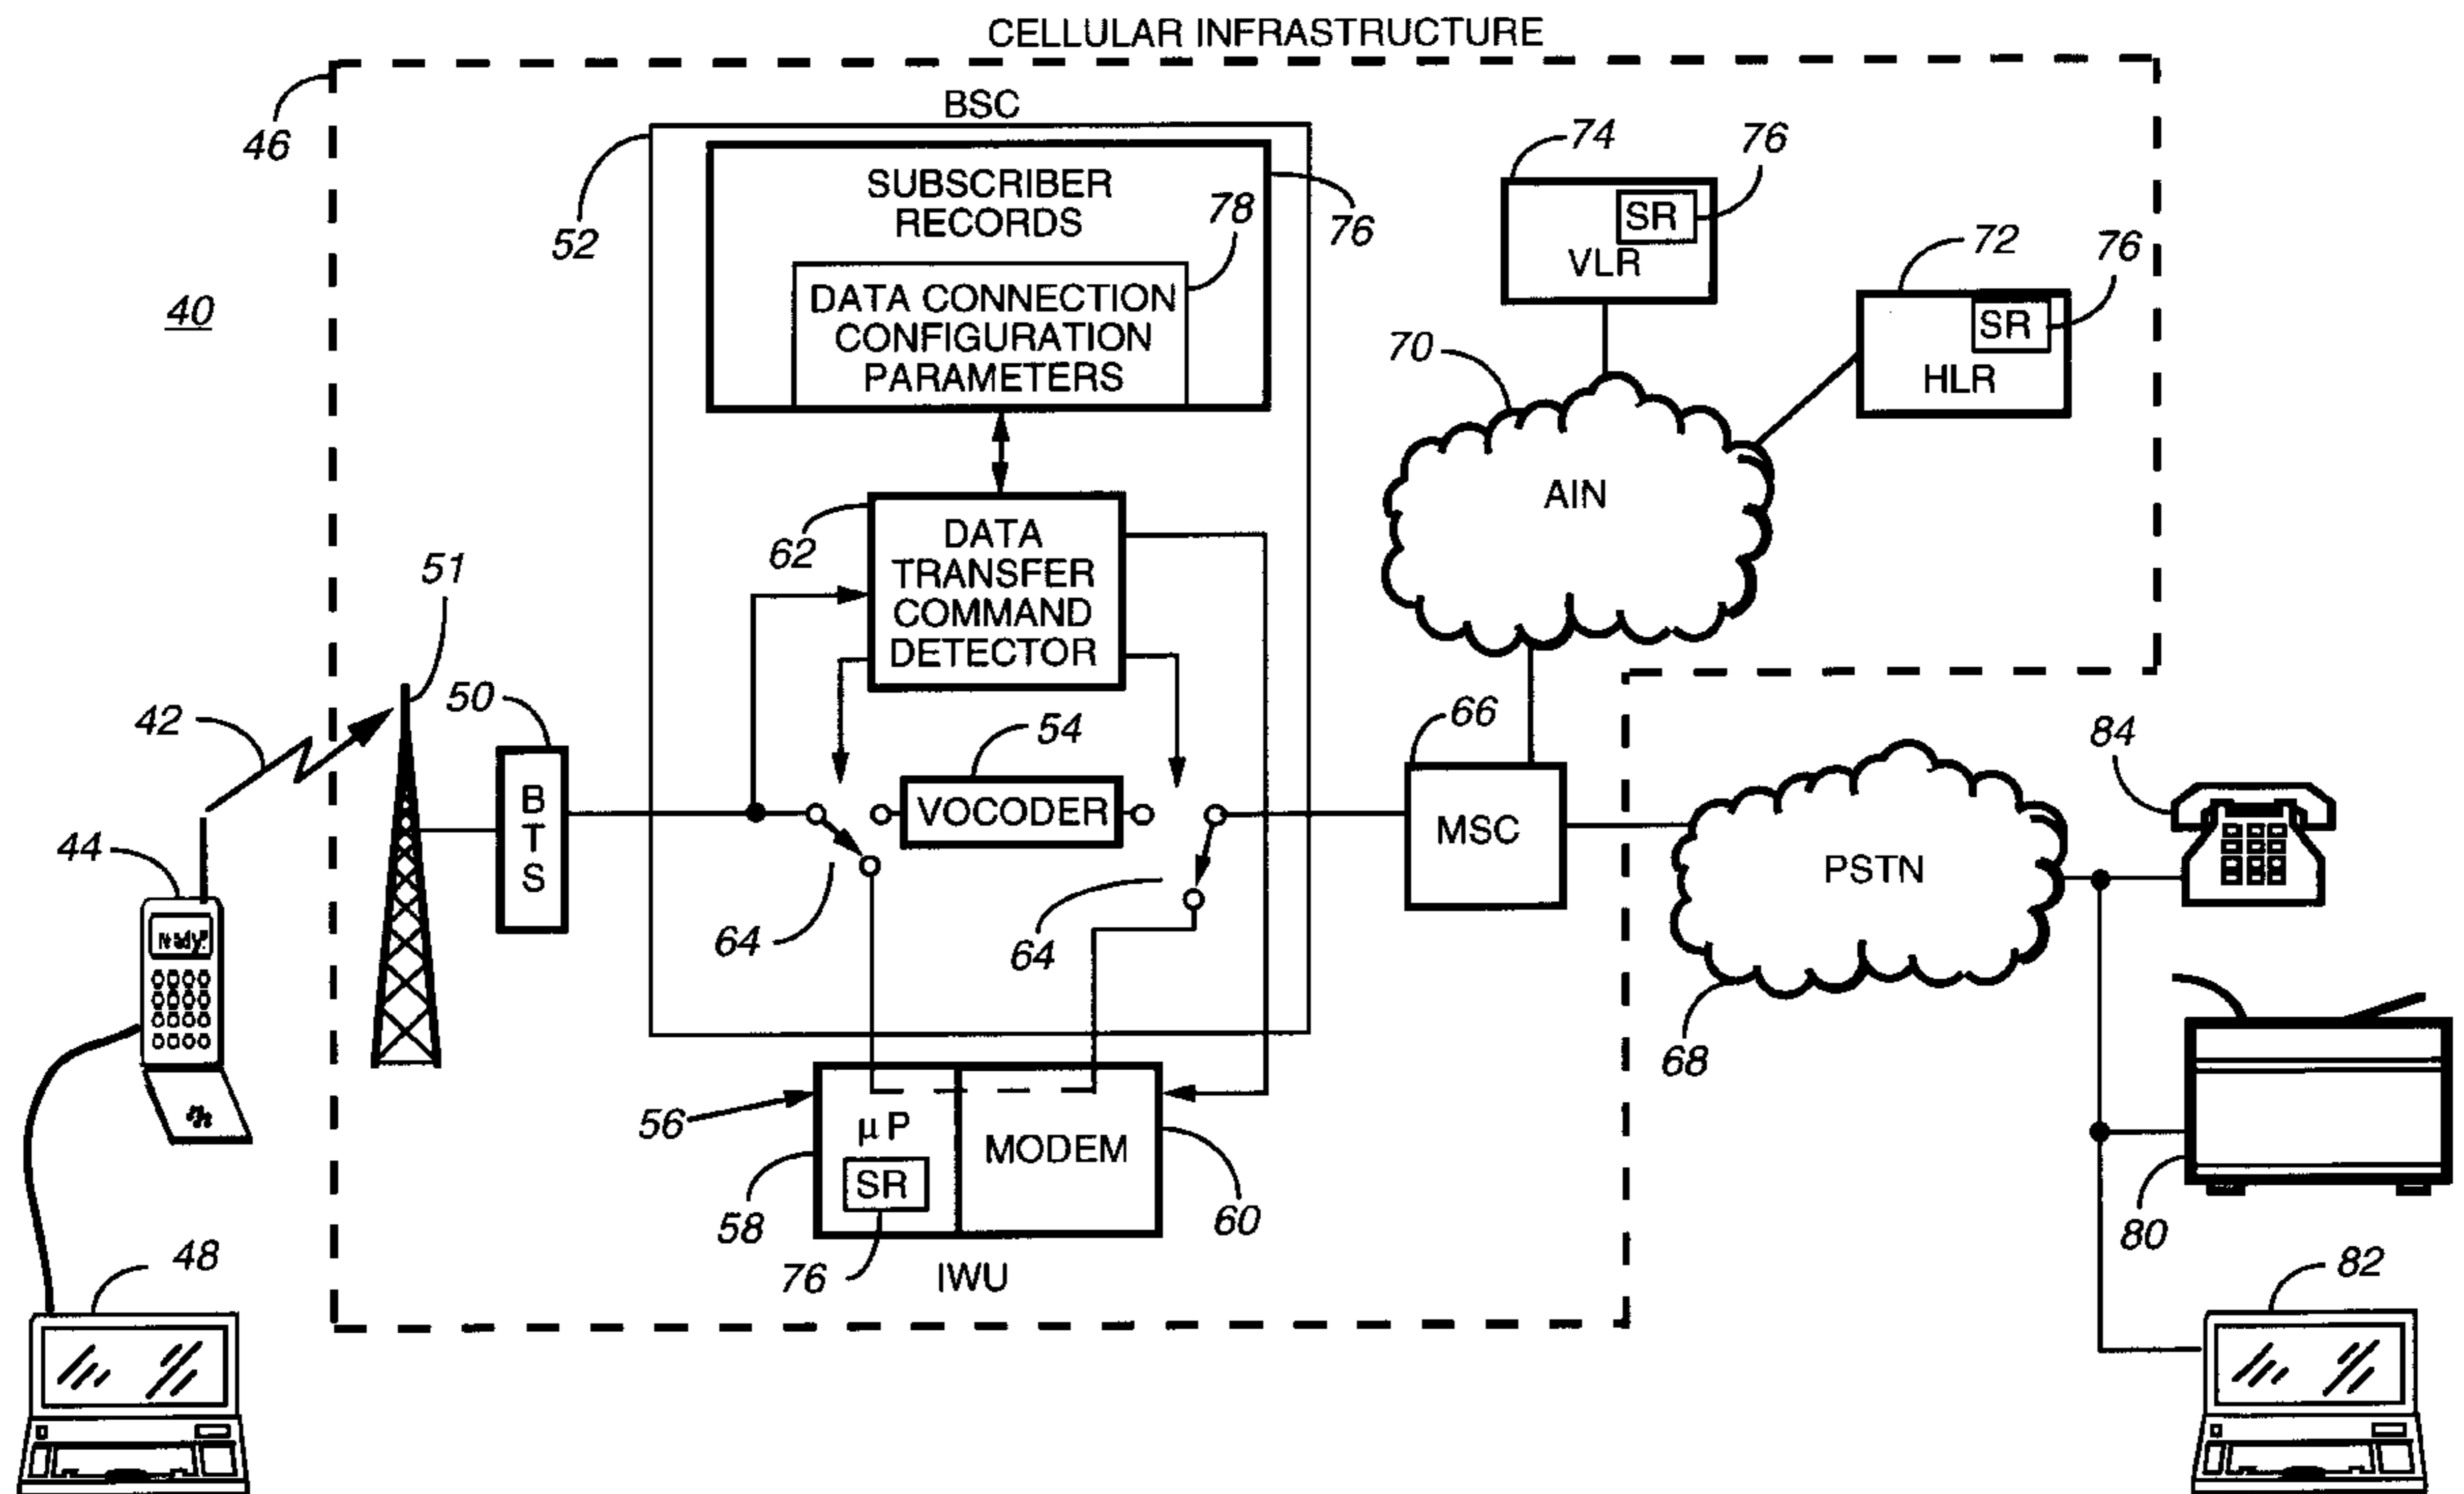 CELLULAR INFRASTRUCTURE
46
BSC
52
SUBSCRIBER
RECORDS
78
76
DATA CONNECTION
CONFIGURATION
PARAMETERS
74
76
SR
VLR
72
76
SR
HLR
40
70
AIN
62
DATA
TRANSFER
COMMAND
DETECTOR
51
42
50
B
T
S
54
VOCODER
64
64
66
MSC
84
PSTN
68
44
ready!
56
μP
SR
58
76
MODEM
60
IWU
80
48
82